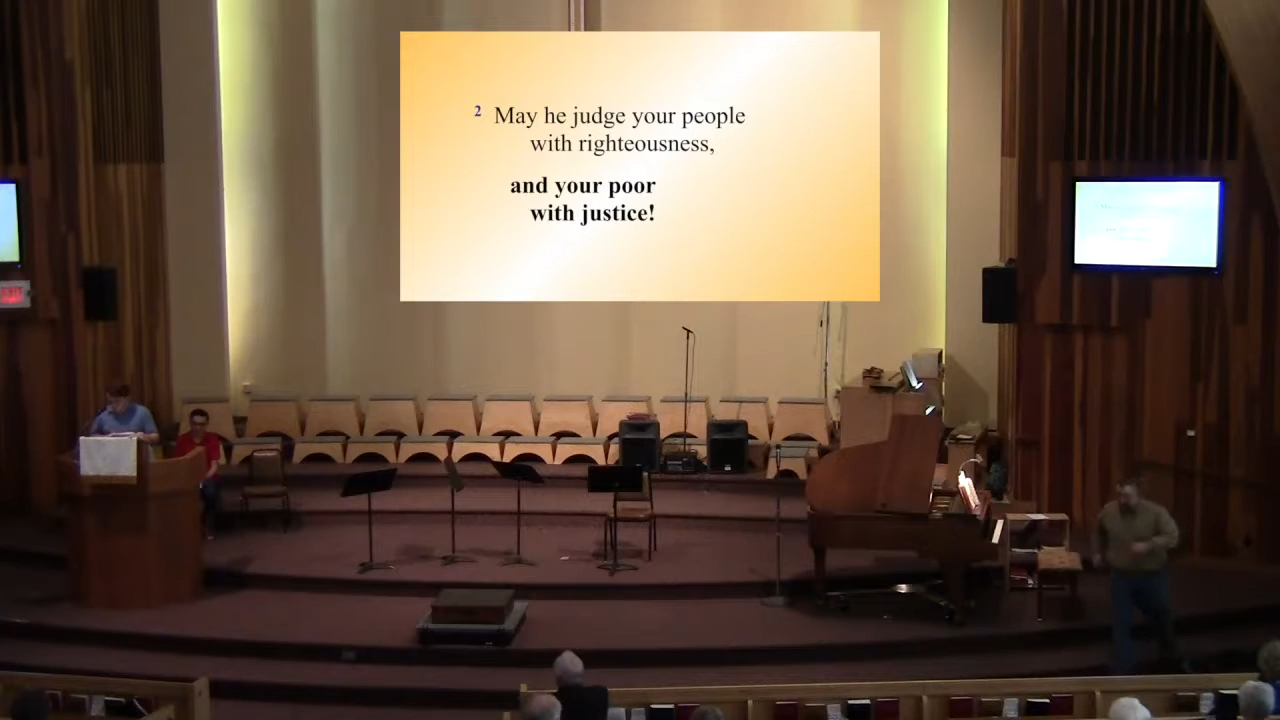 2 May he judge your people
with righteousness,
and your poor
with justice!
EXIT